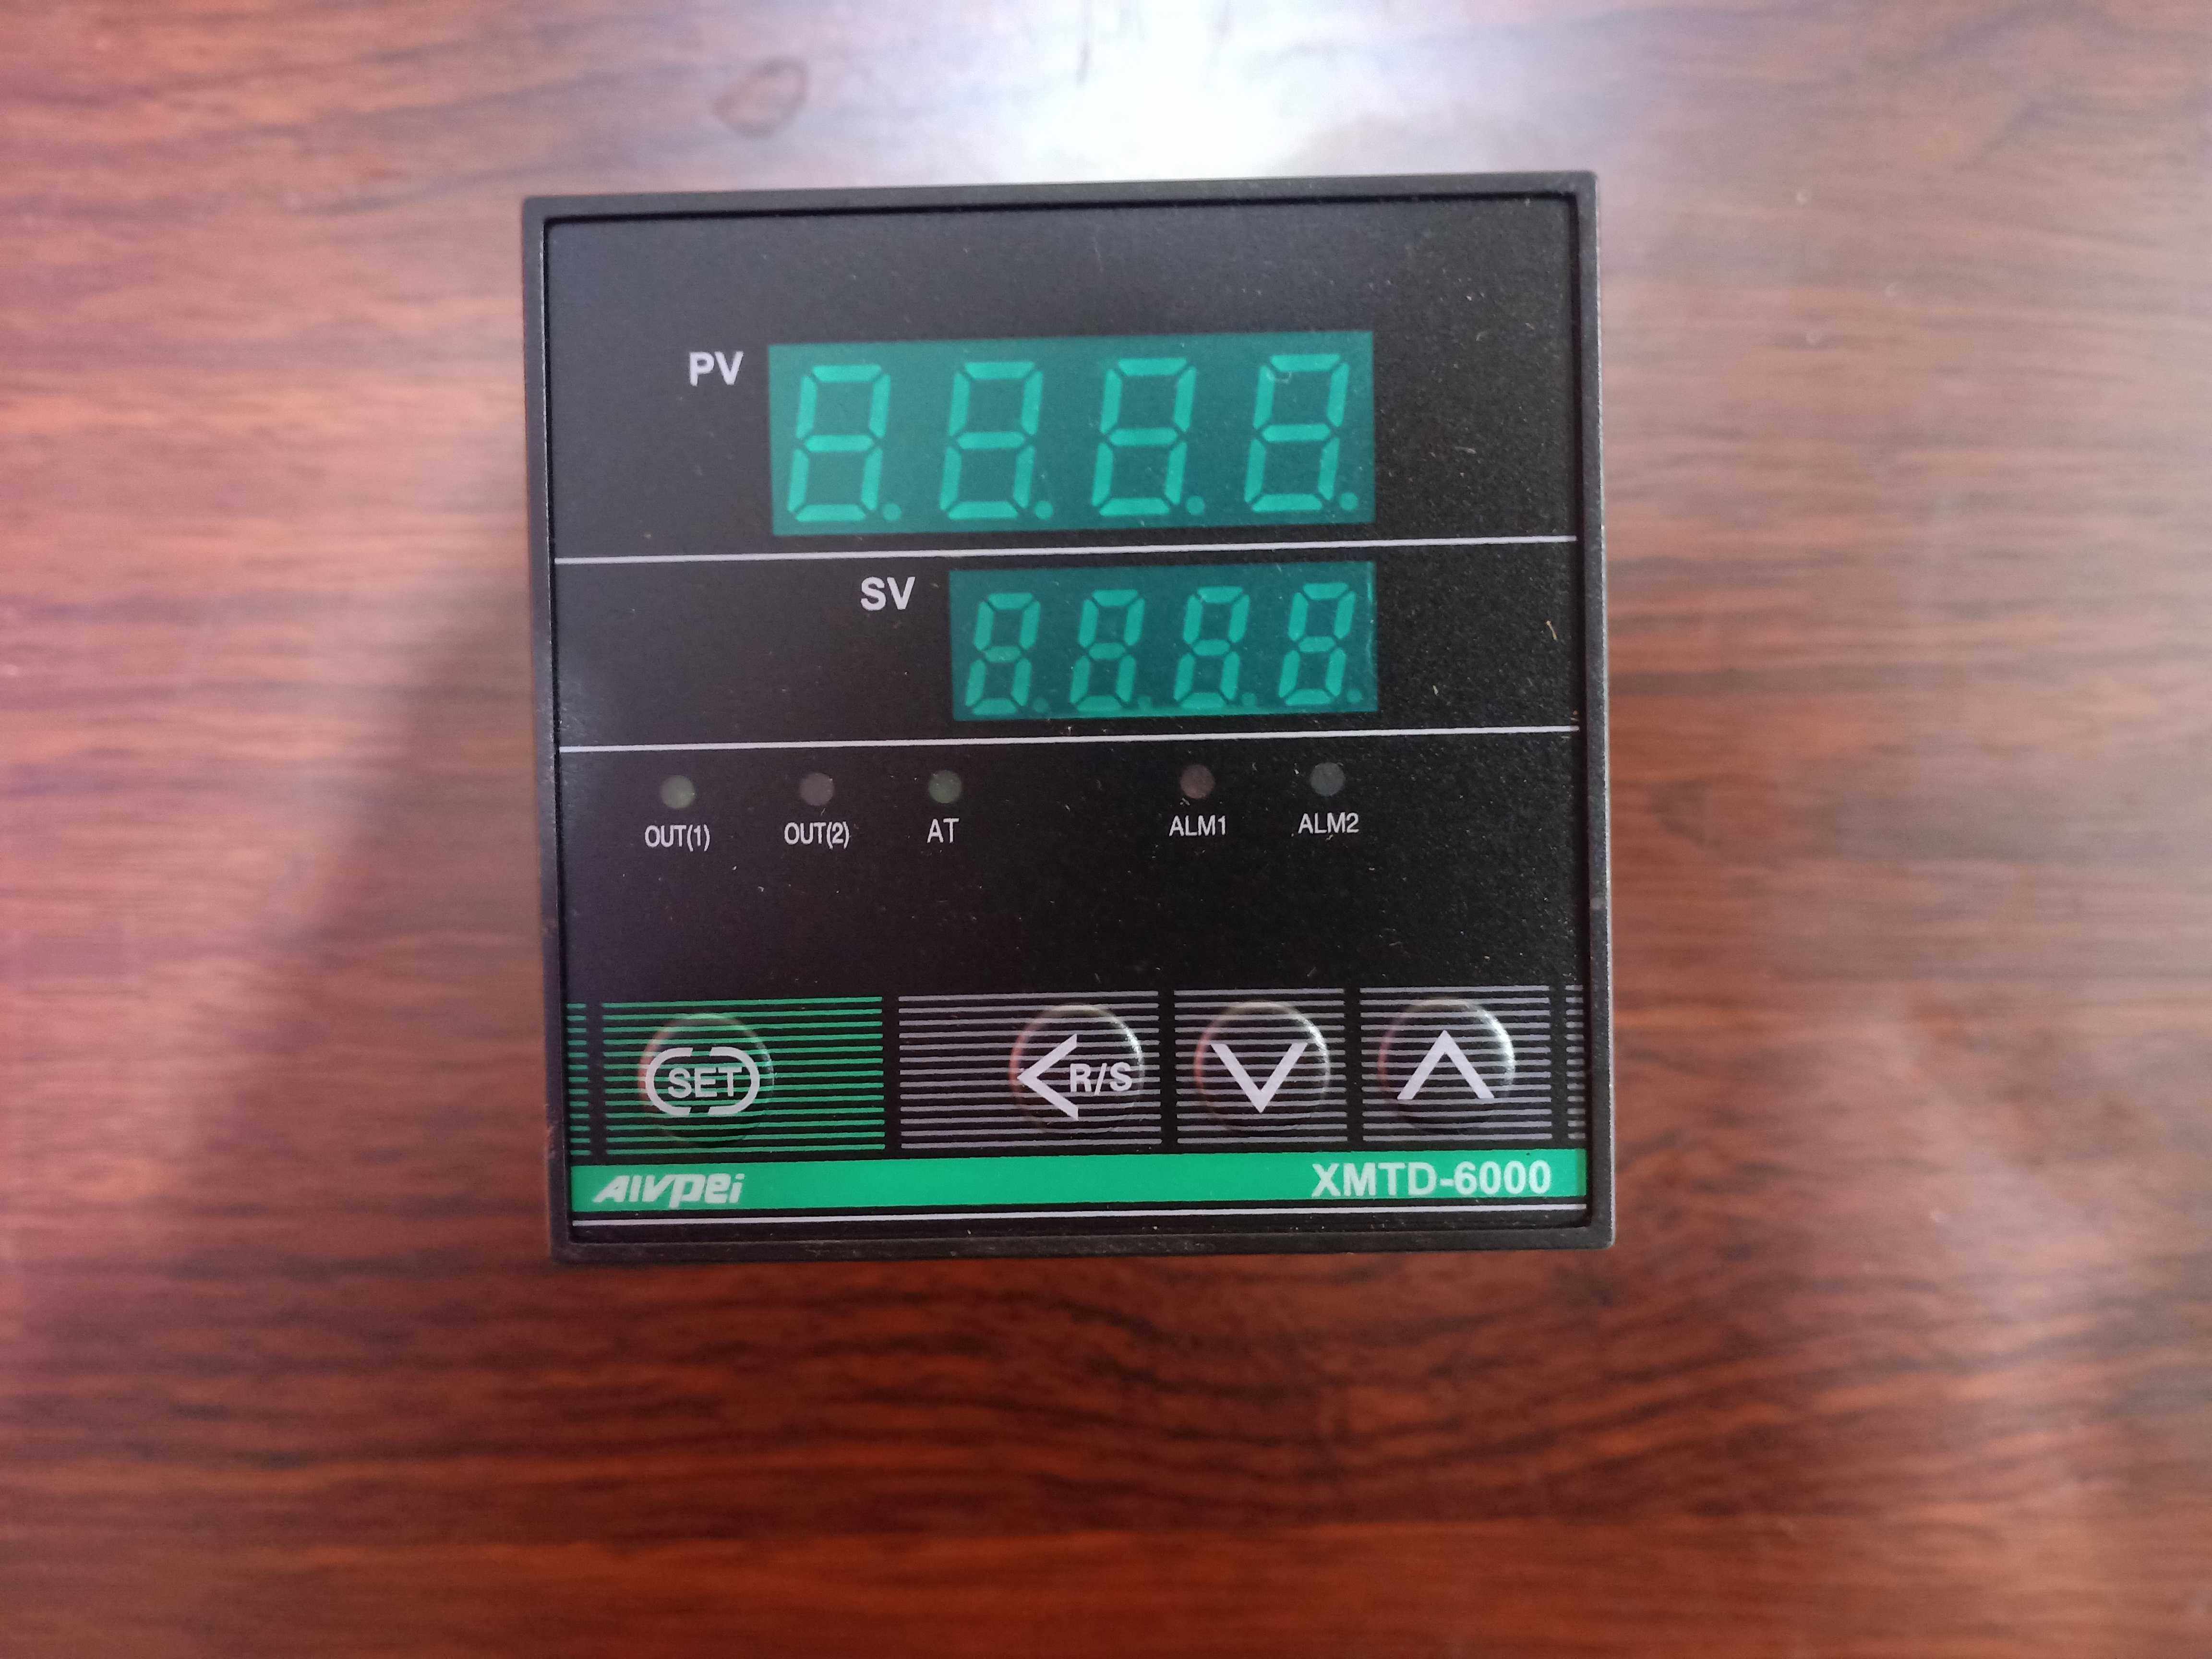 PV
SV
OUT(1) OUT(2) AT ALM1 ALM2
SET <R/S
AIVPEi XMTD-6000